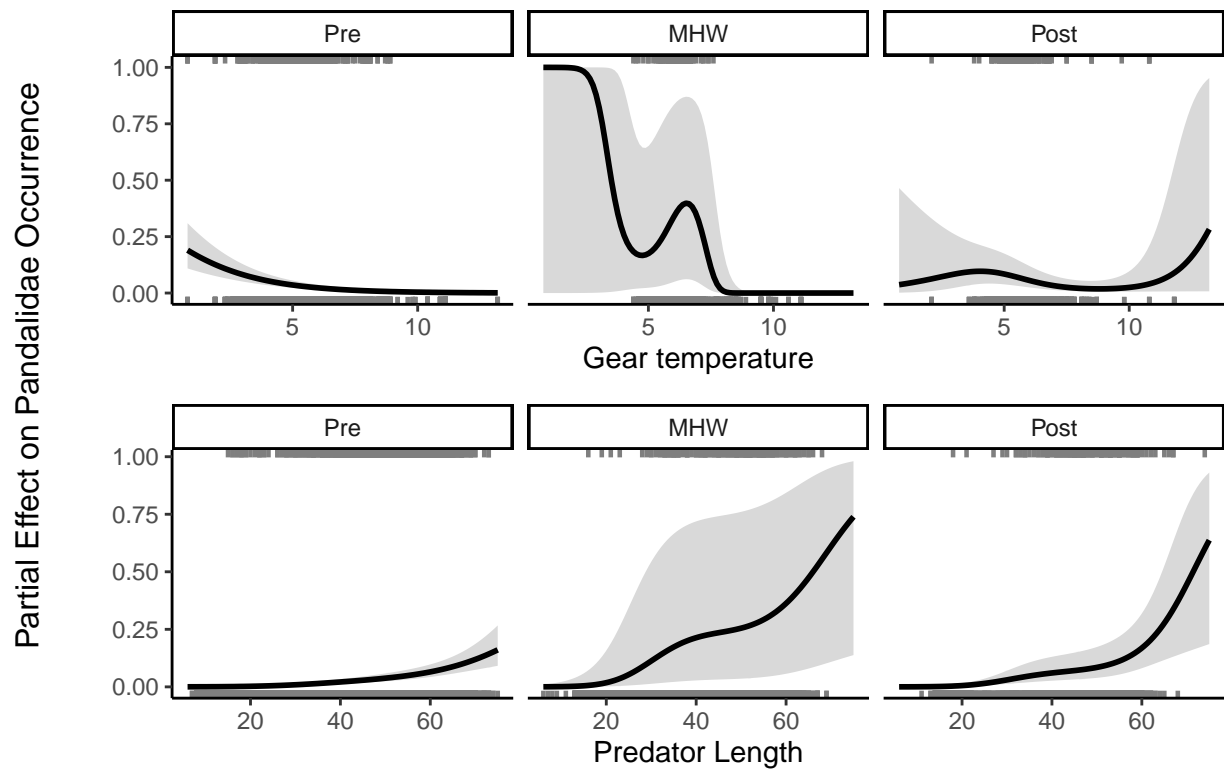 Partial Effect on Pandalidae Occurrence
Pre MHW Post
1.00
0.75
0.50
0.25
0.00
5 10 5 10 5 10
Gear temperature
Pre MHW Post
1.00
0.75
0.50
0.25
0.00
20 40 60 20 40 60 20 40 60
Predator Length